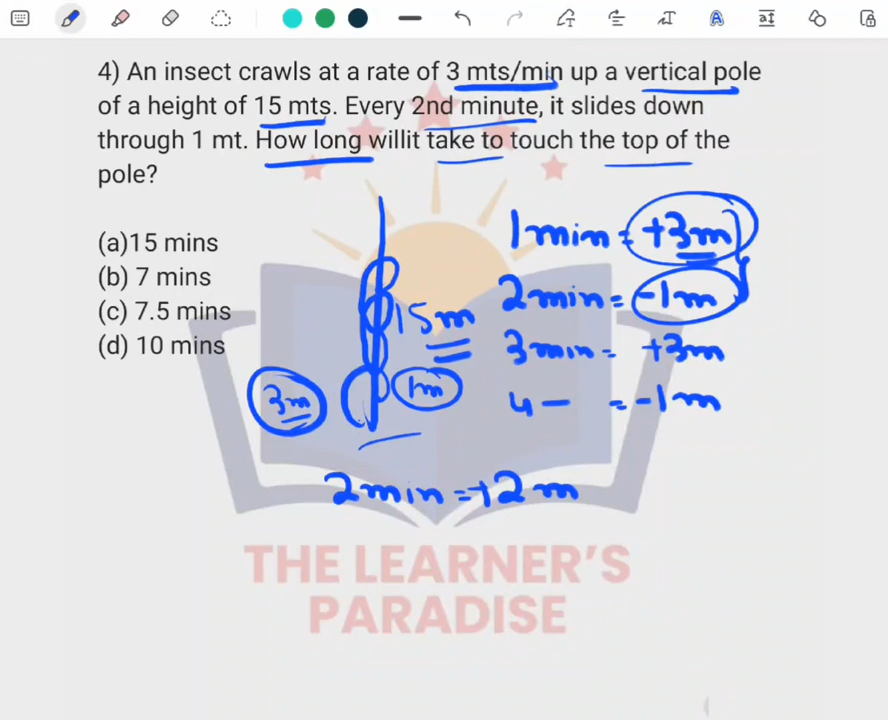 4) An insect crawls at a rate of 3 mts/min up a vertical pole
of a height of 15 mts. Every 2nd minute, it slides down
through 1 mt. How long willit take to touch the top of the
pole?
(a)15 mins
(b) 7 mins
(c) 7.5 mins
(d) 10 mins
1min = +3m
2min = -1m
3min = +3m
4 — = -1m
15m
3m
1m
2min = +2m
THE LEARNER'S
PARADISE